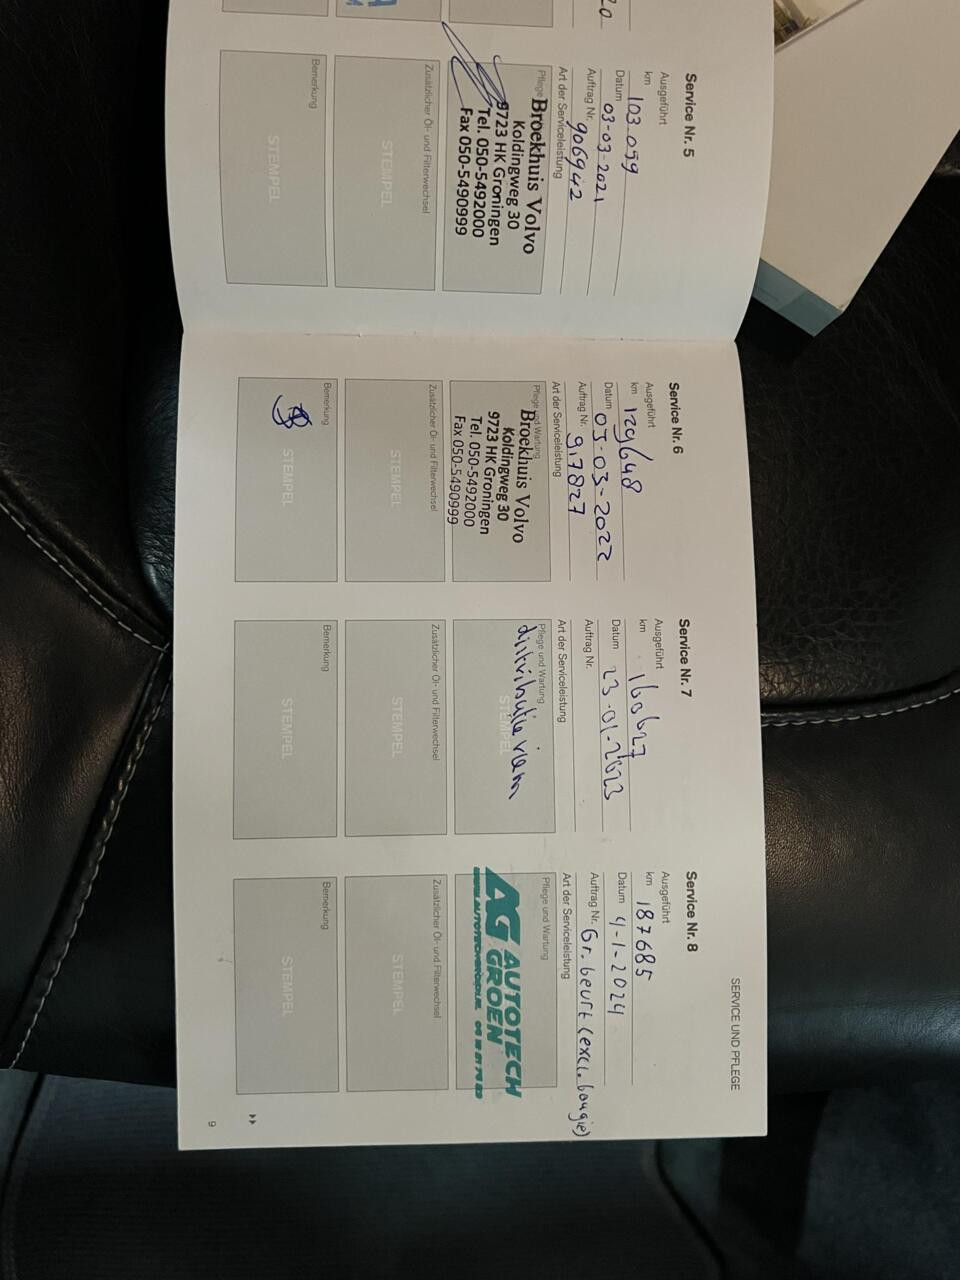 SERVICE UND PFLEGE
Service Nr. 5
Ausgeführt
km 103.099
Datum 03-03-2021
Auftrag Nr. 906942
Art der Serviceleistung
Pflege
Broekhuis Volvo
Koldingweg 30
9723 HK Groningen
Tel. 050-5492000
Fax 050-5490999
Zusätzlicher Öl- und Filterwechsel
STEMPEL
Bemerkung
STEMPEL
Service Nr. 6
Ausgeführt
km 129648
Datum 03-03-2022
Auftrag Nr. 917827
Art der Serviceleistung
Pflege und Wartung
Broekhuis Volvo
Koldingweg 30
9723 HK Groningen
Tel. 050-5492000
Fax 050-5490999
Zusätzlicher Öl- und Filterwechsel
STEMPEL
Bemerkung
STEMPEL
Service Nr. 7
Ausgeführt
km 160627
Datum 23-01-2023
Auftrag Nr.
Art der Serviceleistung
Pflege und Wartung
distributie riem
STEMPEL
Zusätzlicher Öl- und Filterwechsel
STEMPEL
Bemerkung
STEMPEL
Service Nr. 8
Ausgeführt
km 187685
Datum 4-1-2024
Auftrag Nr. Gr. beurt (excl. bougie)
Art der Serviceleistung
Pflege und Wartung
AG AUTOTECH
GROEN
Zusätzlicher Öl- und Filterwechsel
STEMPEL
Bemerkung
STEMPEL
9